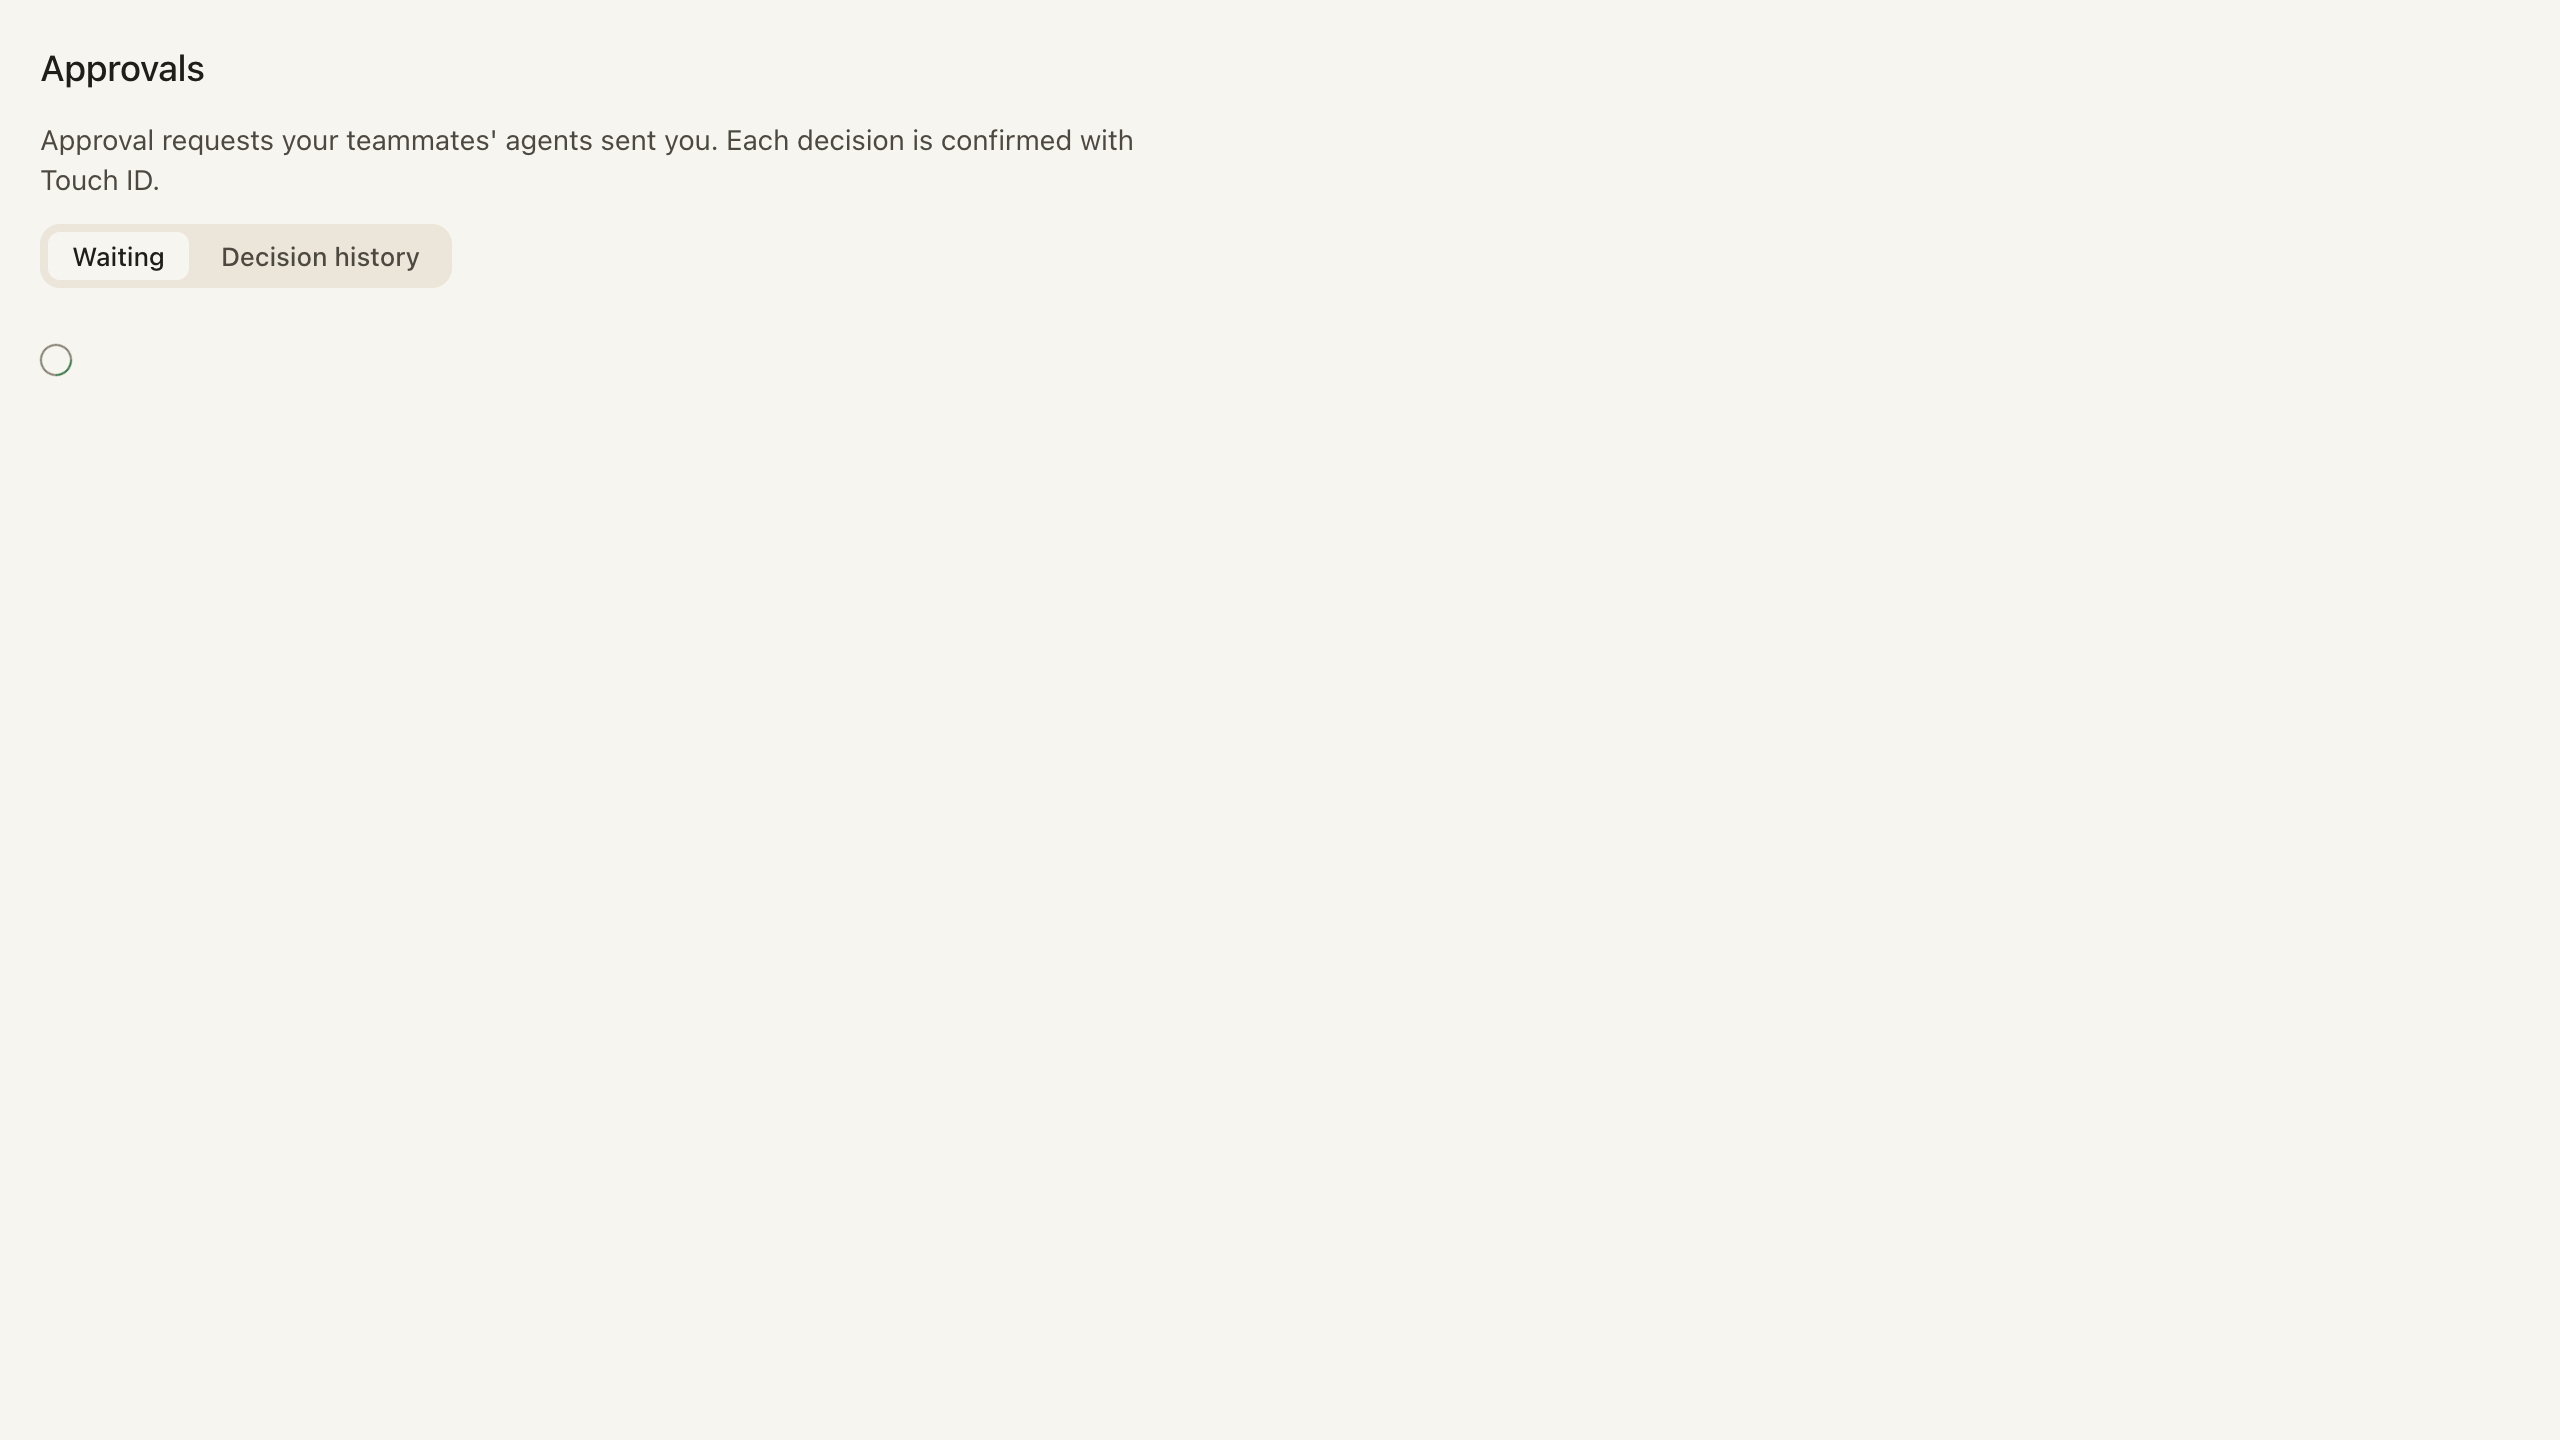 Approvals
Approval requests your teammates' agents sent you. Each decision is confirmed with
Touch ID.
Waiting
Decision history